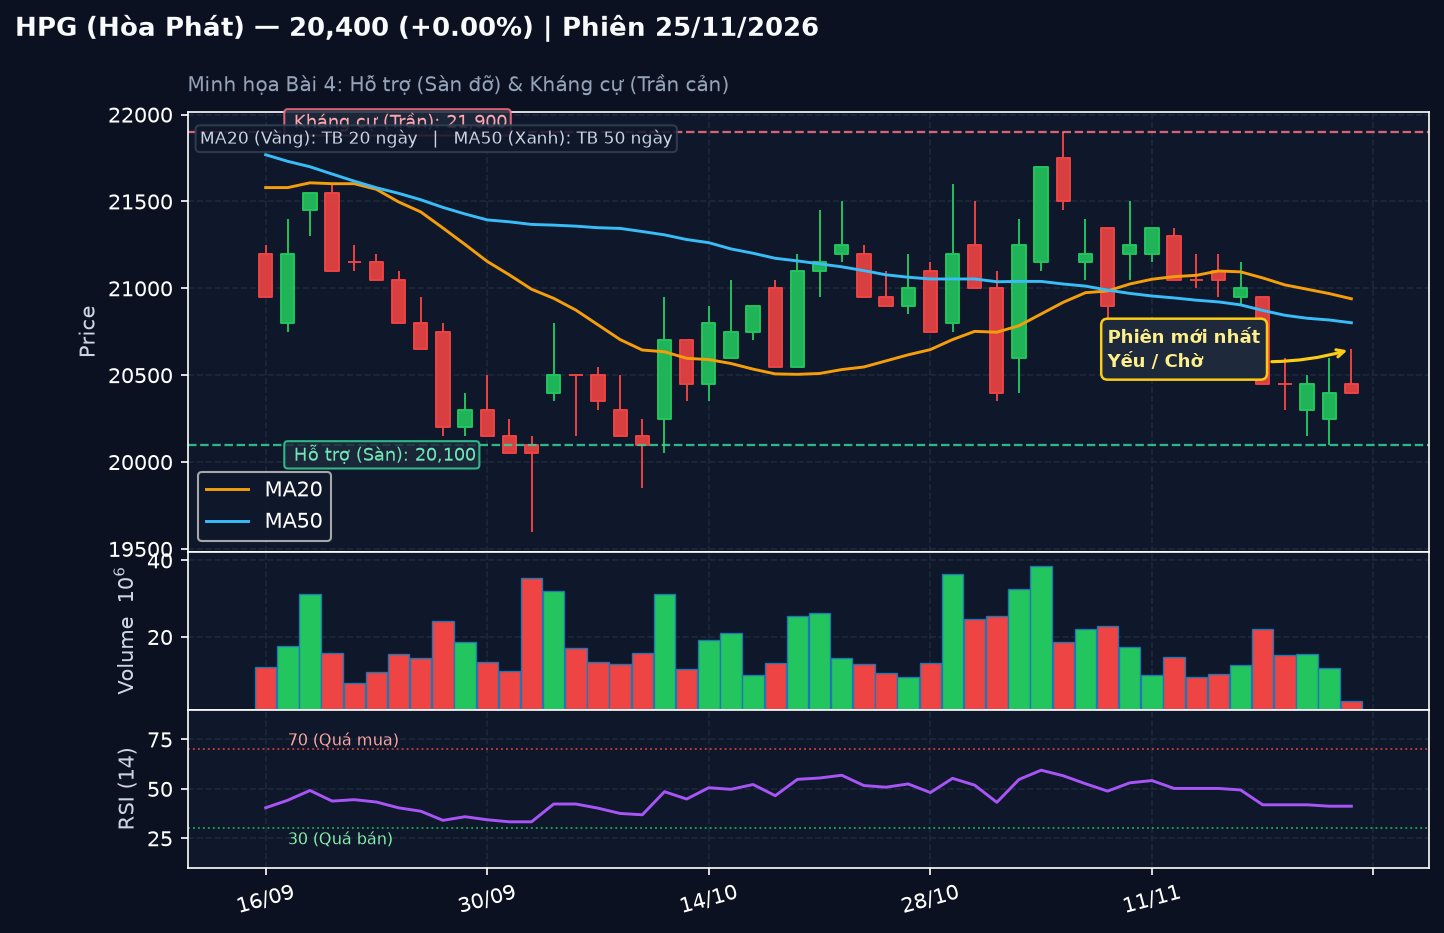 HPG (Hòa Phát) — 20,400 (+0.00%) | Phiên 25/11/2026
Minh họa Bài 4: Hỗ trợ (Sàn đỡ) & Kháng cự (Trần cản)
Kháng cự (Trần): 21,900
MA20 (Vàng): TB 20 ngày | MA50 (Xanh): TB 50 ngày
22000
21500
21000
20500
20000
19500
Price
Phiên mới nhất
Yếu / Chờ
Hỗ trợ (Sàn): 20,100
MA20
MA50
40
20
Volume 10⁶
75
50
25
RSI (14)
70 (Quá mua)
30 (Quá bán)
16/09
30/09
14/10
28/10
11/11